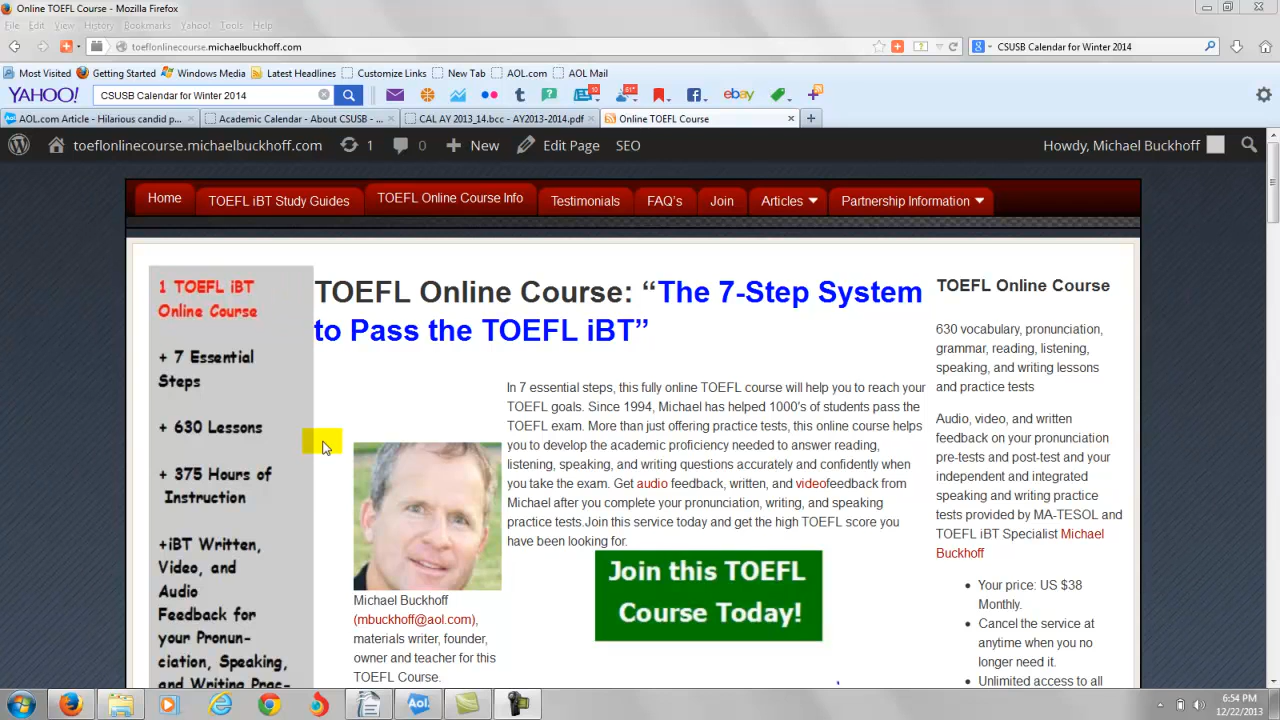 Online TOEFL Course - Mozilla Firefox
File Edit View History Bookmarks Yahoo! Tools Help
toeflonlinecourse.michaelbuckhoff.com
CSUSB Calendar for Winter 2014
Most Visited Getting Started Windows Media Latest Headlines Customize Links New Tab AOL.com AOL Mail
YAHOO! CSUSB Calendar for Winter 2014 ebay
AOL.com Article - Hilarious candid p... Academic Calendar - About CSUSB - ... CAL AY 2013_14.bcc - AY2013-2014.pdf Online TOEFL Course
toeflonlinecourse.michaelbuckhoff.com 1 0 New Edit Page SEO Howdy, Michael Buckhoff
Home TOEFL iBT Study Guides TOEFL Online Course Info Testimonials FAQ's Join Articles Partnership Information
1 TOEFL iBT
Online Course
+ 7 Essential
Steps
+ 630 Lessons
+ 375 Hours of
Instruction
+iBT Written,
Video, and
Audio
Feedback for
your Pronun-
ciation, Speaking,
and Writing Prac-
TOEFL Online Course: “The 7-Step System
to Pass the TOEFL iBT”
In 7 essential steps, this fully online TOEFL course will help you to reach your
TOEFL goals. Since 1994, Michael has helped 1000's of students pass the
TOEFL exam. More than just offering practice tests, this online course helps
you to develop the academic proficiency needed to answer reading,
listening, speaking, and writing questions accurately and confidently when
you take the exam. Get audio feedback, written, and videofeedback from
Michael after you complete your pronunciation, writing, and speaking
practice tests.Join this service today and get the high TOEFL score you
have been looking for.
Join this TOEFL
Course Today!
Michael Buckhoff
(mbuckhoff@aol.com),
materials writer, founder,
owner and teacher for this
TOEFL Course.
TOEFL Online Course
630 vocabulary, pronunciation,
grammar, reading, listening,
speaking, and writing lessons
and practice tests
Audio, video, and written
feedback on your pronunciation
pre-tests and post-test and your
independent and integrated
speaking and writing practice
tests provided by MA-TESOL and
TOEFL iBT Specialist Michael
Buckhoff
Your price: US $38
Monthly.
Cancel the service at
anytime when you no
longer need it.
Unlimited access to all
Aol.
6:54 PM
12/22/2013